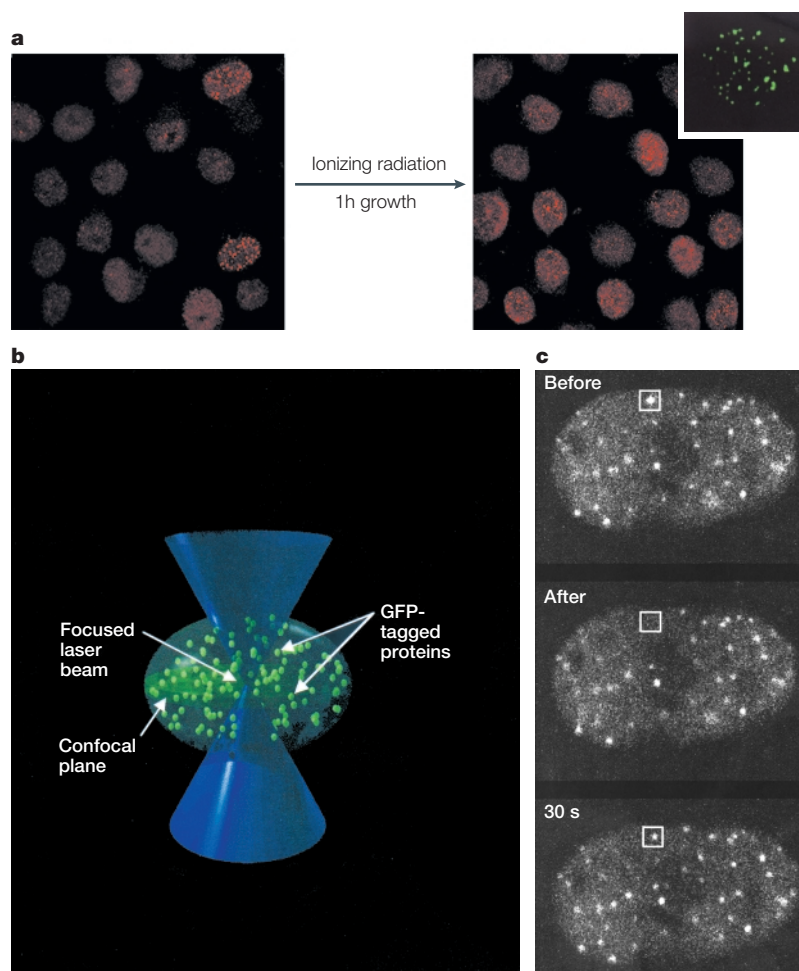 a
Ionizing radiation
1h growth
b
Focused
laser
beam
GFP-
tagged
proteins
Confocal
plane
c
Before
After
30 s